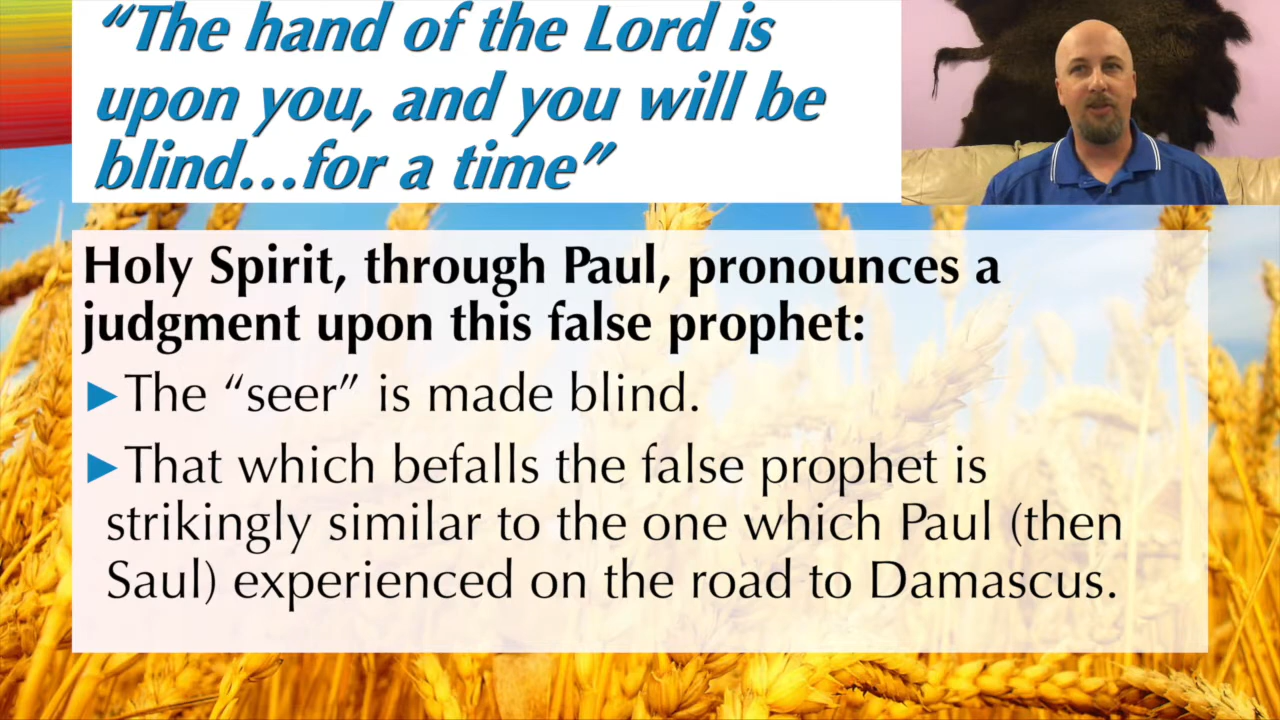 “The hand of the Lord is
upon you, and you will be
blind…for a time”
Holy Spirit, through Paul, pronounces a
judgment upon this false prophet:
►The “seer” is made blind.
►That which befalls the false prophet is
strikingly similar to the one which Paul (then
Saul) experienced on the road to Damascus.